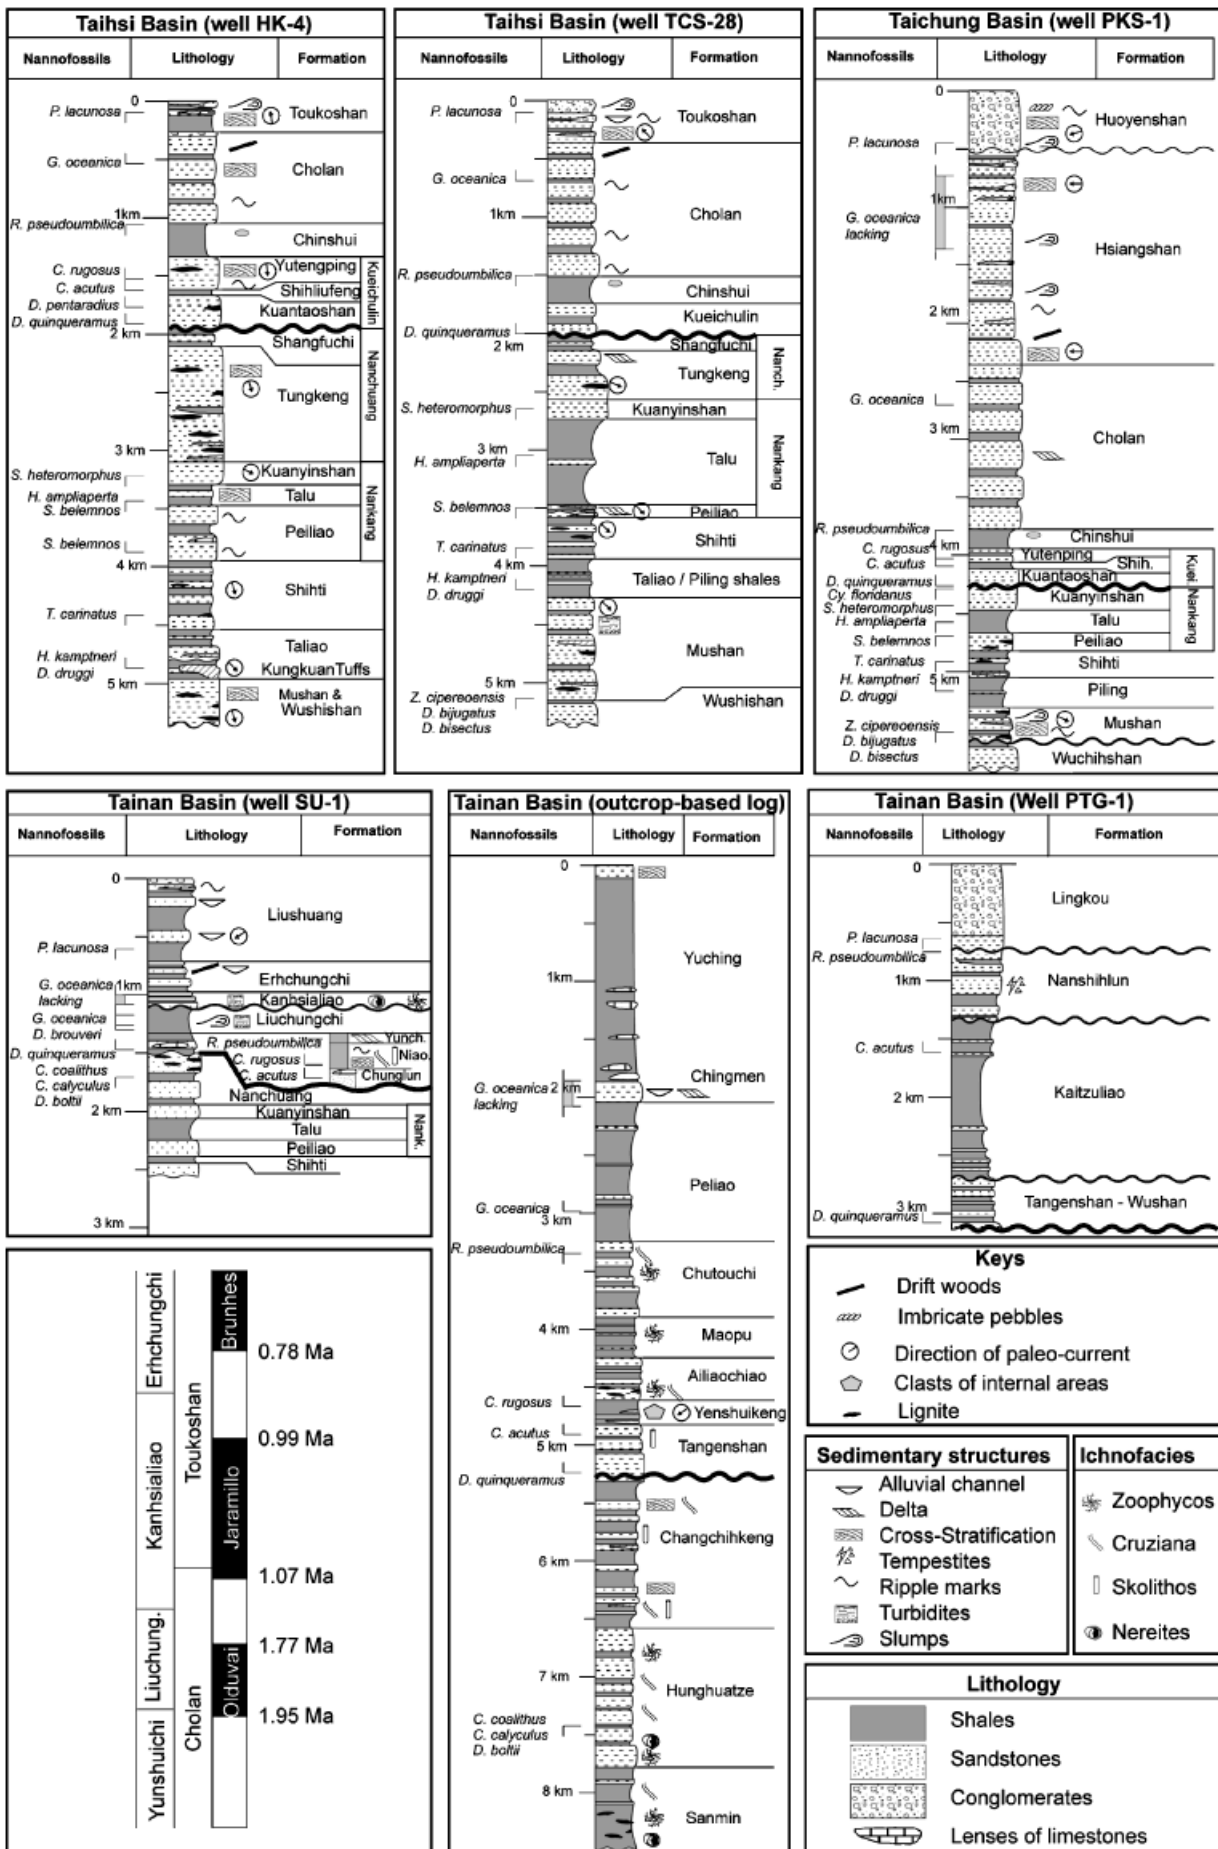 Taihsi Basin (well HK-4)
Nannofossils
Lithology
Formation
0
P. lacunosa
Toukoshan
G. oceanica
Cholan
1km
R. pseudoumbilica
Chinshui
C. rugosus
Yutengping
C. acutus
Shihliufeng
D. pentaradius
Kuantaoshan
Kueichulin
D. quinqueramus
2 km
Shangfuchi
Tungkeng
Nanchuang
3 km
S. heteromorphus
Kuanyinshan
H. ampliaperta
Talu
S. belemnos
Peiliao
Nankang
S. belemnos
4 km
Shihti
T. carinatus
Taliao
H. kamptneri
D. druggi
KungkuanTuffs
5 km
Mushan &
Wushishan
Taihsi Basin (well TCS-28)
Nannofossils
Lithology
Formation
0
P. lacunosa
Toukoshan
G. oceanica
1km
Cholan
R. pseudoumbilica
Chinshui
Kueichulin
D. quinqueramus
2 km
Shangfuchi
Tungkeng
Nanch.
S. heteromorphus
Kuanyinshan
3 km
H. ampliaperta
Talu
Nankang
S. belemnos
Peiliao
Shihti
T. carinatus
4 km
H. kamptneri
Taliao / Piling shales
D. druggi
Mushan
5 km
Z. cipereoensis
Wushishan
D. bijugatus
D. bisectus
Taichung Basin (well PKS-1)
Nannofossils
Lithology
Formation
0
Huoyenshan
P. lacunosa
1km
G. oceanica
lacking
Hsiangshan
2 km
G. oceanica
3 km
Cholan
R. pseudoumbilica
Chinshui
4 km
C. rugosus
Yutenping
C. acutus
Shih.
D. quinqueramus
Kuantaoshan
Kuei.
Cy. floridanus
Kuanyinshan
S. heteromorphus
H. ampliaperta
Talu
Nankang
S. belemnos
Peiliao
T. carinatus
Shihti
H. kamptneri
5 km
D. druggi
Piling
Z. cipereoensis
Mushan
D. bijugatus
D. bisectus
Wuchihshan
Tainan Basin (well SU-1)
Nannofossils
Lithology
Formation
0
Liushuang
P. lacunosa
G. oceanica
lacking
1km
Erhchungchi
Kanhsialiao
G. oceanica
Liuchungchi
D. brouveri
R. pseudoumbilica
Yunch.
D. quinqueramus
C. rugosus
Niao.
C. coalithus
C. acutus
Chunglun
C. calyculus
Nanchuang
D. boltii
2 km
Kuanyinshan
Talu
Nank.
Peiliao
Shihti
3 km
Tainan Basin (outcrop-based log)
Nannofossils
Lithology
Formation
0
Yuching
1km
Chingmen
G. oceanica
lacking
2 km
Peliao
G. oceanica
3 km
R. pseudoumbilica
Chutouchi
4 km
Maopu
Ailiaochiao
C. rugosus
Yenshuikeng
C. acutus
5 km
Tangenshan
D. quinqueramus
Changchihkeng
6 km
7 km
Hunghuatze
C. coalithus
C. calyculus
D. boltii
8 km
Sanmin
Tainan Basin (Well PTG-1)
Nannofossils
Lithology
Formation
0
Lingkou
P. lacunosa
R. pseudoumbilica
1km
Nanshihlun
C. acutus
2 km
Kaitzuliao
3 km
Tangenshan - Wushan
D. quinqueramus
Erhchungchi
Kanhsialiao
Liuchung.
Yunshuichi
Toukoshan
Cholan
Brunhes
Jaramillo
Olduvai
0.78 Ma
0.99 Ma
1.07 Ma
1.77 Ma
1.95 Ma
Keys
Drift woods
Imbricate pebbles
Direction of paleo-current
Clasts of internal areas
Lignite
Sedimentary structures
Alluvial channel
Delta
Cross-Stratification
Tempestites
Ripple marks
Turbidites
Slumps
Ichnofacies
Zoophycos
Cruziana
Skolithos
Nereites
Lithology
Shales
Sandstones
Conglomerates
Lenses of limestones